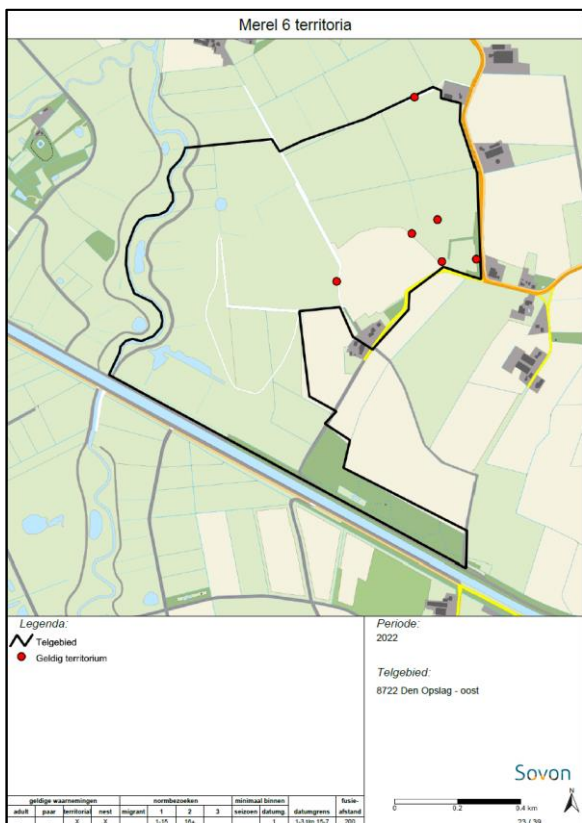 Merel 6 territoria
Legenda:
Telgebied
Geldig territorium
Periode:
2022
Telgebied:
8722 Den Opslag - oost
Sovon
0 0.2 0.4 km
N
23 / 39
geldige waarnemingen normbezoeken minimaal binnen fusie-
adult paar territorial nest migrant 1 2 3 seizoen datumg. datumgrens afstand
X X 1-15 16+ 1 1-3 t/m 15-7 200